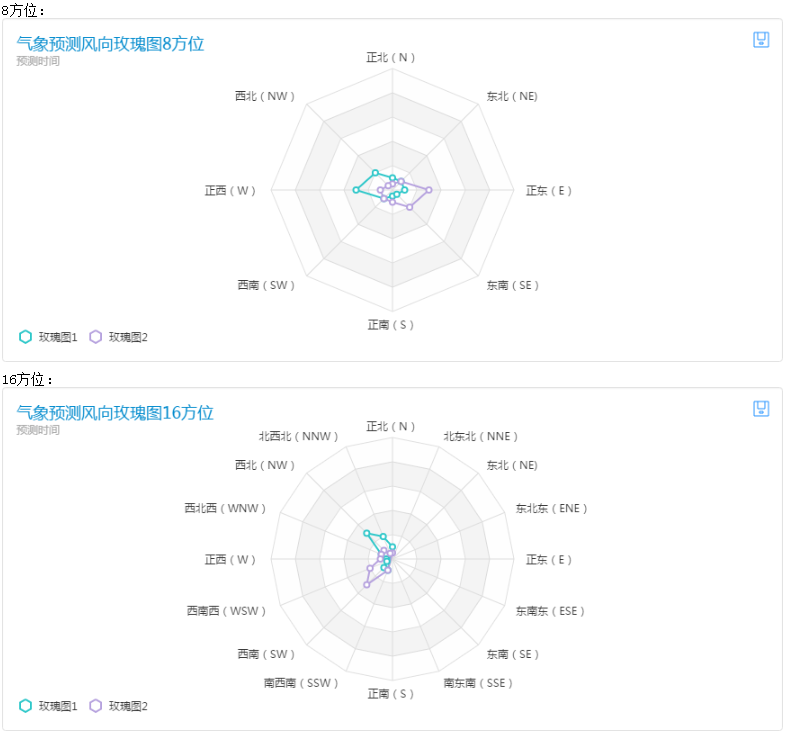 8方位：
气象预测风向玫瑰图8方位
预测时间
正北（N）
西北（NW）
东北（NE)
正西（W）
正东（E）
西南（SW）
东南（SE）
正南（S）
玫瑰图1
玫瑰图2
16方位：
气象预测风向玫瑰图16方位
预测时间
正北（N）
北西北（NNW）
北东北（NNE）
西北（NW）
东北（NE)
西北西（WNW）
东北东（ENE）
正西（W）
正东（E）
西南西（WSW）
东南东（ESE）
西南（SW）
东南（SE）
南西南（SSW）
南东南（SSE）
正南（S）
玫瑰图1
玫瑰图2